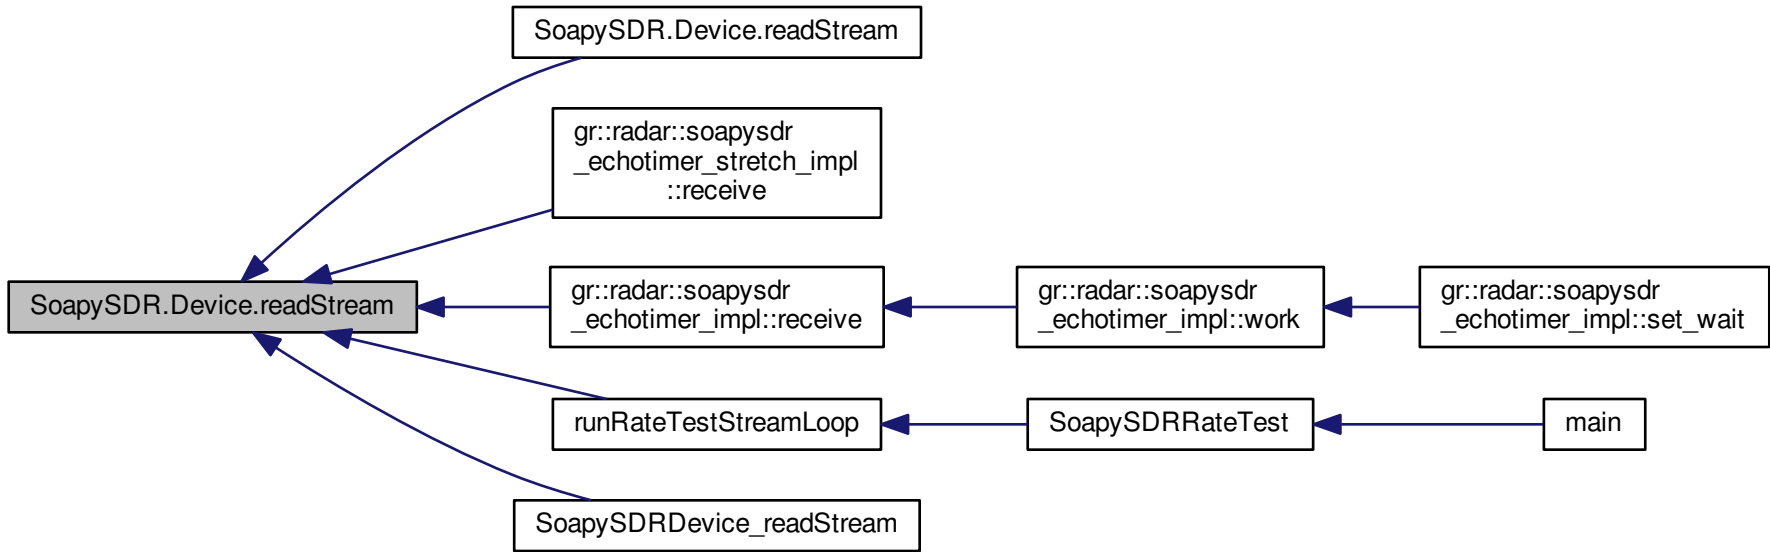 SoapySDR.Device.readStream
gr::radar::soapysdr
_echotimer_stretch_impl
::receive
SoapySDR.Device.readStream
gr::radar::soapysdr
_echotimer_impl::receive
gr::radar::soapysdr
_echotimer_impl::work
gr::radar::soapysdr
_echotimer_impl::set_wait
runRateTestStreamLoop
SoapySDRRateTest
main
SoapySDRDevice_readStream